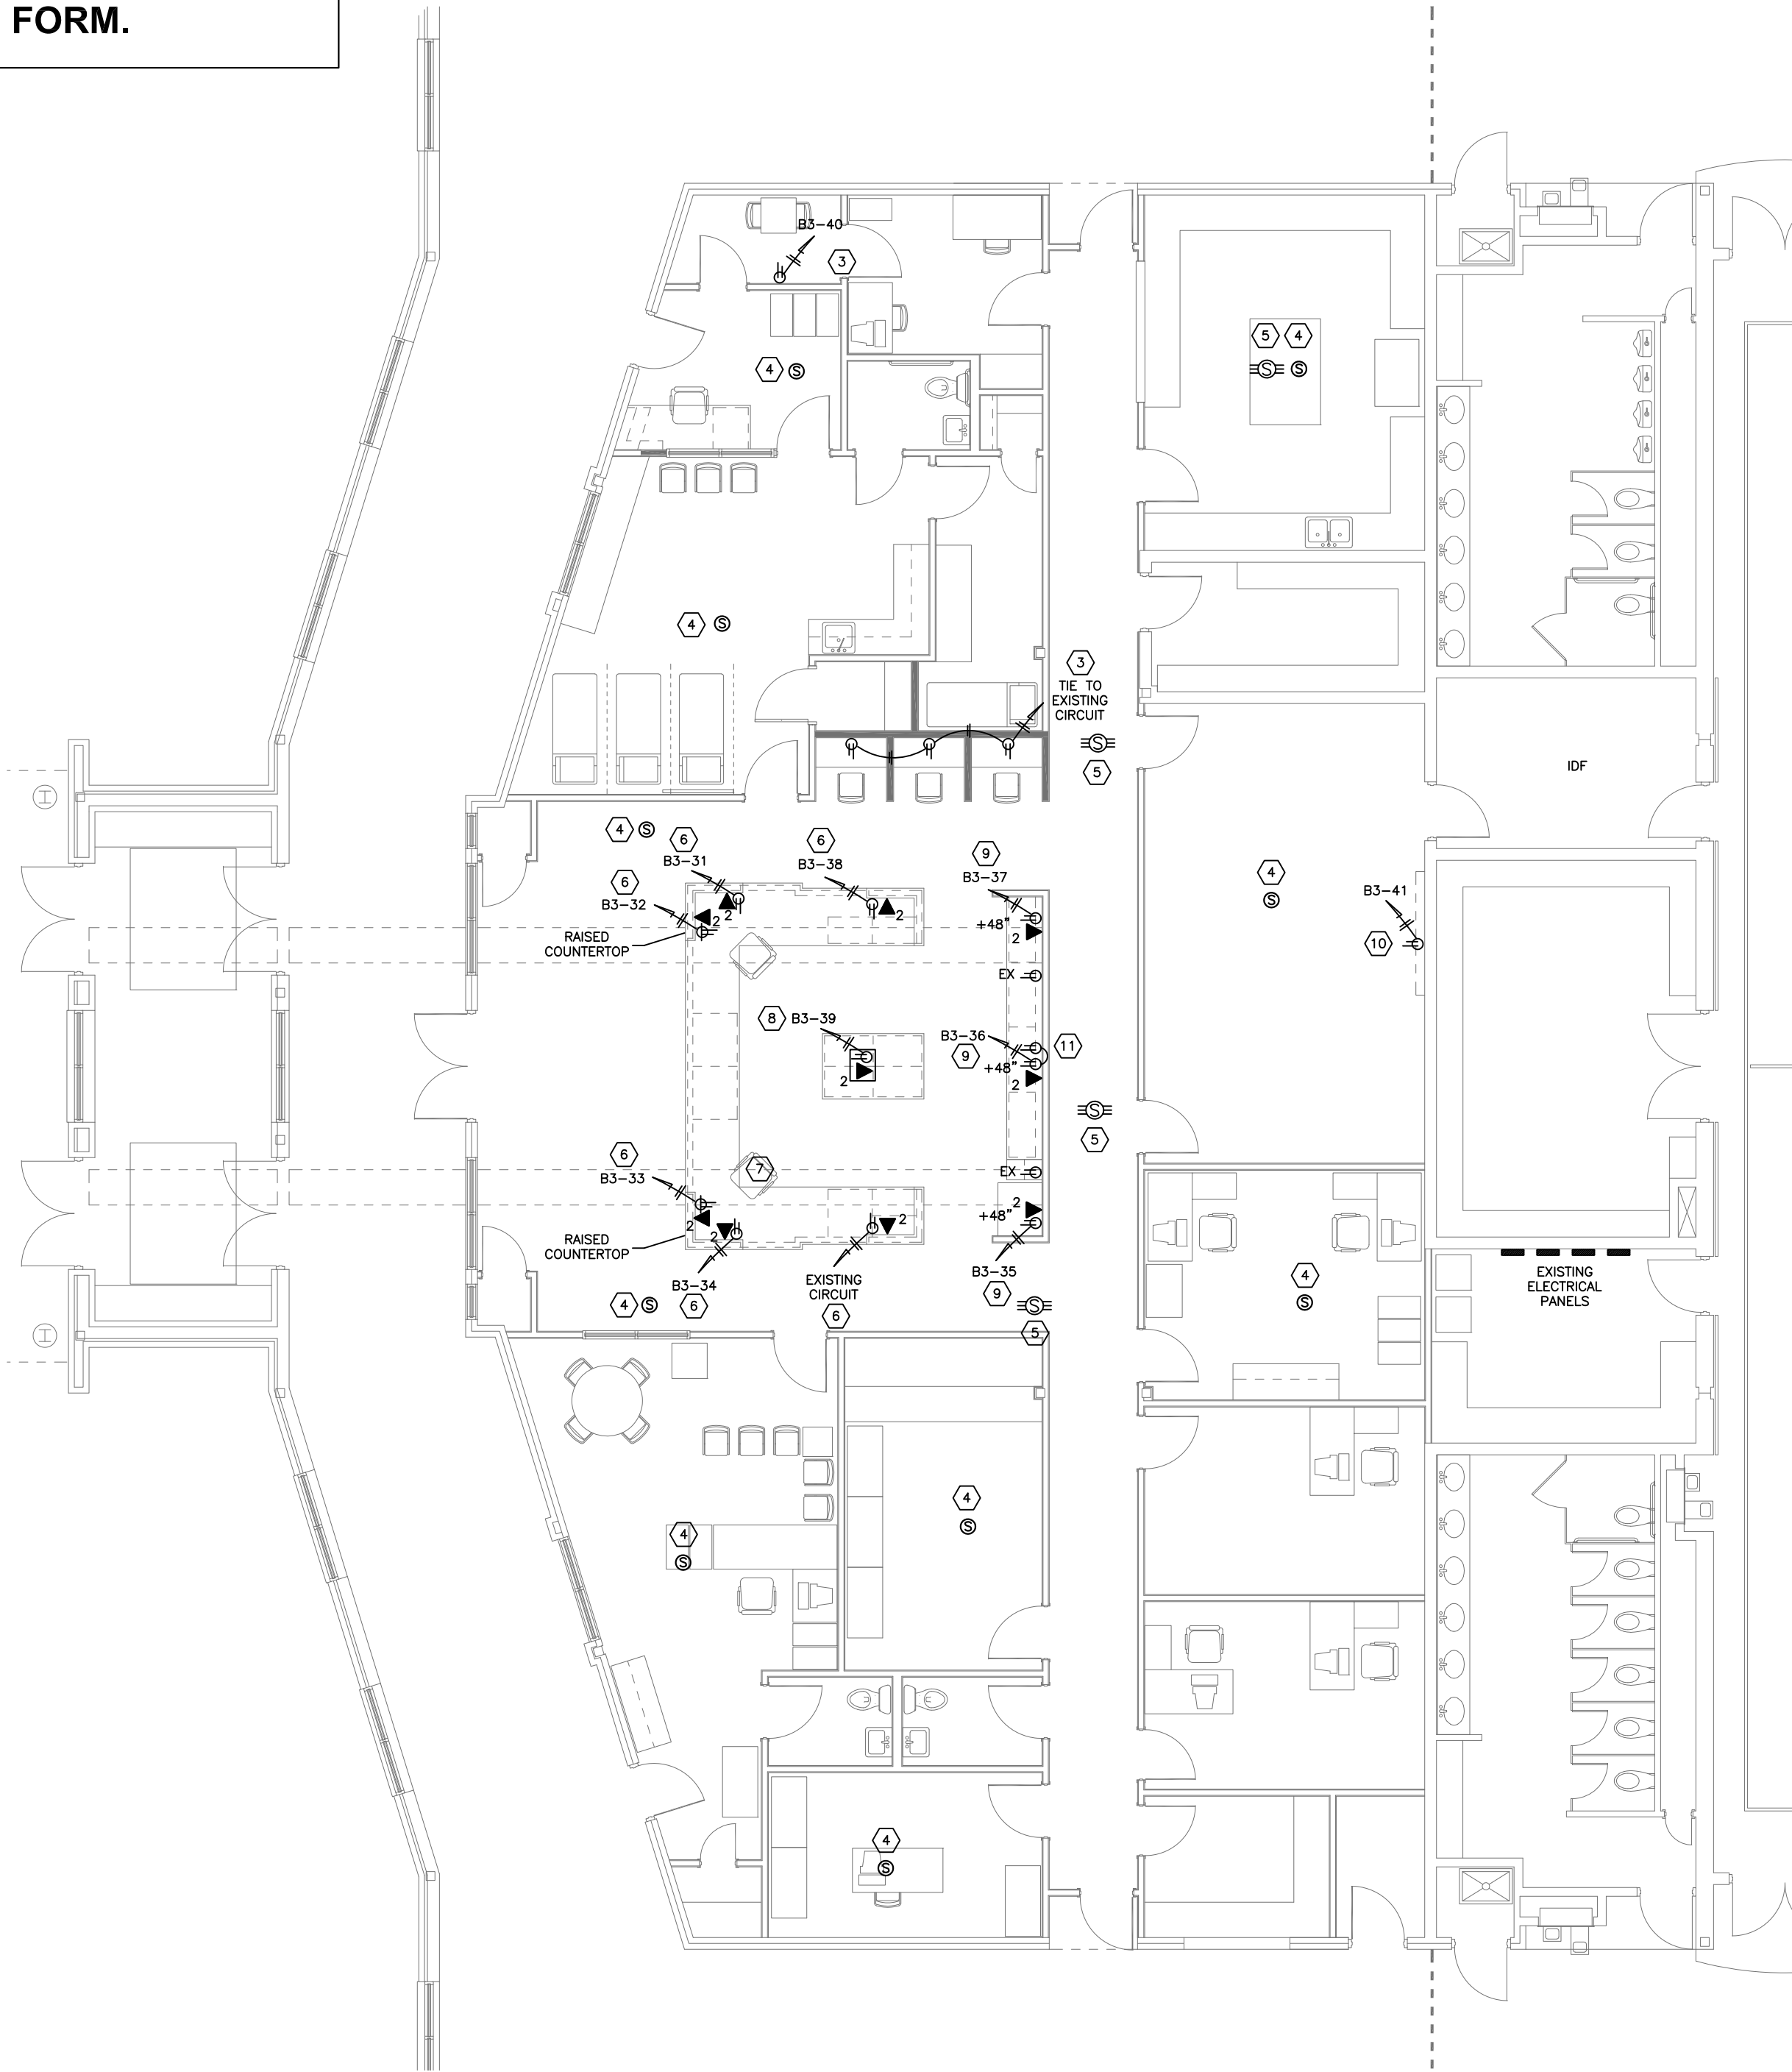 FORM.
B3-40
3
5
4
S
S
4
S
4
S
3
TIE TO
EXISTING
CIRCUIT
S
5
IDF
4
S
6
B3-31
6
B3-38
9
B3-37
6
B3-32
2
2
2
+48"
2
RAISED
COUNTERTOP
4
S
B3-41
10
EX
8
B3-39
2
B3-36
9
+48"
2
11
S
5
6
B3-33
7
EX
2
2
2
2
+48"
RAISED
COUNTERTOP
B3-34
6
4
S
EXISTING
CIRCUIT
6
B3-35
9
S
5
4
S
EXISTING
ELECTRICAL
PANELS
4
S
4
S
4
S
I
I